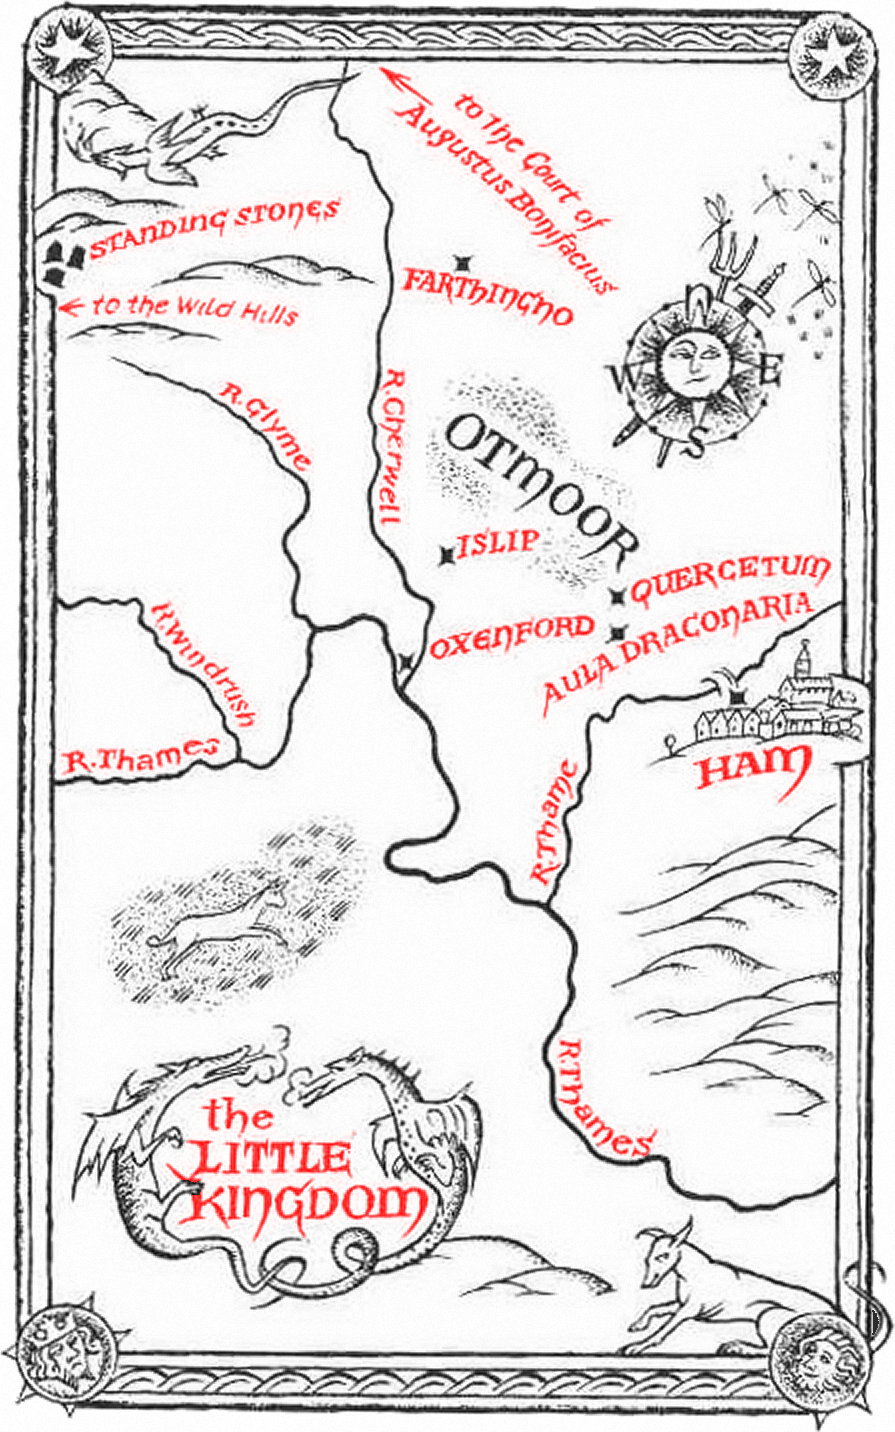 to the Court of
Augustus Bonifacius
STANDING STONES
FARTHINGNO
to the Wild Hills
N
W
E
S
R. Glyme
R. Cherwell
OTMOOR
ISLIP
QUERCETUM
OXENFORD
AULA DRACONARIA
R. Windrush
R. Thames
HAM
R. Thame
R. Thames
the
LITTLE
KINGDOM